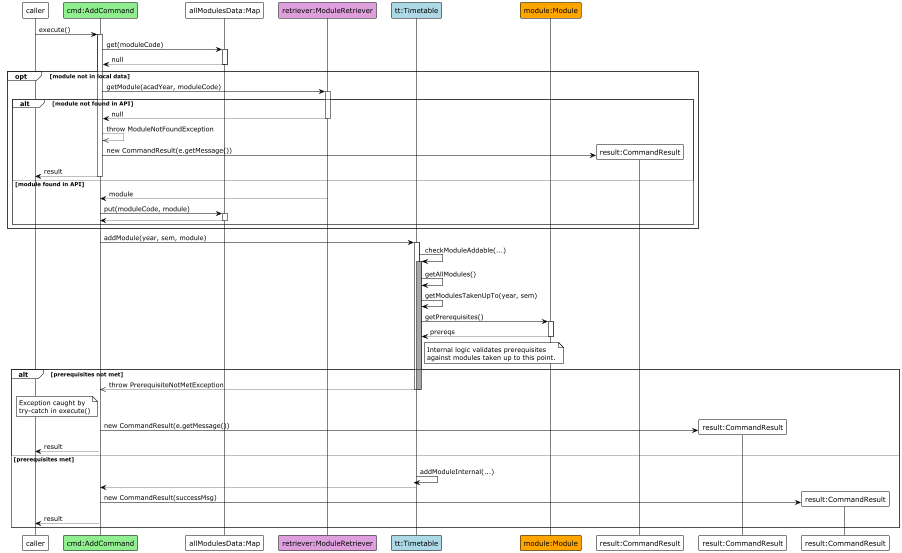 caller
cmd:AddCommand
allModulesData:Map
retriever:ModuleRetriever
tt:Timetable
module:Module
execute()
get(moduleCode)
null
opt [module not in local data]
getModule(acadYear, moduleCode)
alt [module not found in API]
null
throw ModuleNotFoundException
new CommandResult(e.getMessage())
result:CommandResult
result
[module found in API]
module
put(moduleCode, module)
addModule(year, sem, module)
checkModuleAddable(...)
getAllModules()
getModulesTakenUpTo(year, sem)
getPrerequisites()
prereqs
Internal logic validates prerequisites
against modules taken up to this point.
alt [prerequisites not met]
throw PrerequisiteNotMetException
Exception caught by
try-catch in execute()
new CommandResult(e.getMessage())
result:CommandResult
result
[prerequisites met]
addModuleInternal(...)
new CommandResult(successMsg)
result:CommandResult
result
caller
cmd:AddCommand
allModulesData:Map
retriever:ModuleRetriever
tt:Timetable
module:Module
result:CommandResult
result:CommandResult
result:CommandResult